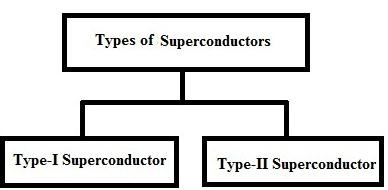 Types of Superconductors
Type-I Superconductor
Type-II Superconductor